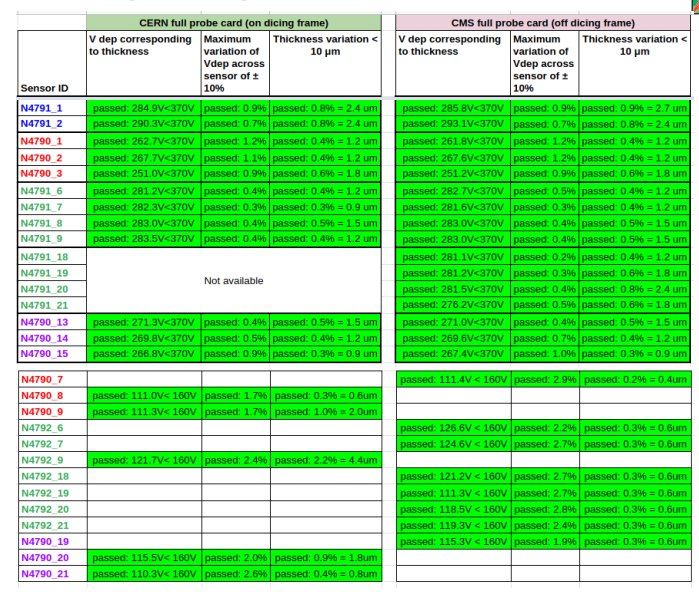 CERN full probe card (on dicing frame) CMS full probe card (off dicing frame)
Sensor ID V dep corresponding to thickness Maximum variation of Vdep across sensor of ± 10% Thickness variation < 10 μm V dep corresponding to thickness Maximum variation of Vdep across sensor of ± 10% Thickness variation < 10 μm
N4791_1 passed: 284.9V<370V passed: 0.9% passed: 0.8% = 2.4 um passed: 285.8V<370V passed: 0.9% passed: 0.9% = 2.7 um
N4791_2 passed: 290.3V<370V passed: 0.7% passed: 0.8% = 2.4 um passed: 293.1V<370V passed: 0.7% passed: 0.8% = 2.4 um
N4790_1 passed: 262.7V<370V passed: 1.2% passed: 0.4% = 1.2 um passed: 261.8V<370V passed: 1.2% passed: 0.4% = 1.2 um
N4790_2 passed: 267.7V<370V passed: 1.1% passed: 0.4% = 1.2 um passed: 267.6V<370V passed: 1.2% passed: 0.4% = 1.2 um
N4790_3 passed: 251.0V<370V passed: 0.9% passed: 0.6% = 1.8 um passed: 251.2V<370V passed: 0.9% passed: 0.6% = 1.8 um
N4791_6 passed: 281.2V<370V passed: 0.4% passed: 0.4% = 1.2 um passed: 282.7V<370V passed: 0.5% passed: 0.4% = 1.2 um
N4791_7 passed: 282.3V<370V passed: 0.3% passed: 0.3% = 0.9 um passed: 281.6V<370V passed: 0.3% passed: 0.4% = 1.2 um
N4791_8 passed: 283.0V<370V passed: 0.4% passed: 0.5% = 1.5 um passed: 283.0V<370V passed: 0.4% passed: 0.5% = 1.5 um
N4791_9 passed: 283.5V<370V passed: 0.4% passed: 0.4% = 1.2 um passed: 283.0V<370V passed: 0.4% passed: 0.5% = 1.5 um
N4791_18 passed: 281.1V<370V passed: 0.2% passed: 0.4% = 1.2 um
N4791_19 passed: 281.2V<370V passed: 0.3% passed: 0.6% = 1.8 um
Not available
N4791_20 passed: 281.5V<370V passed: 0.4% passed: 0.8% = 2.4 um
N4791_21 passed: 276.2V<370V passed: 0.5% passed: 0.6% = 1.8 um
N4790_13 passed: 271.3V<370V passed: 0.4% passed: 0.5% = 1.5 um passed: 271.0V<370V passed: 0.4% passed: 0.5% = 1.5 um
N4790_14 passed: 269.8V<370V passed: 0.5% passed: 0.4% = 1.2 um passed: 269.6V<370V passed: 0.7% passed: 0.4% = 1.2 um
N4790_15 passed: 266.8V<370V passed: 0.9% passed: 0.3% = 0.9 um passed: 267.4V<370V passed: 1.0% passed: 0.3% = 0.9 um
N4790_7 passed: 111.4V < 160V passed: 2.9% passed: 0.2% = 0.4um
N4790_8 passed: 111.8V< 160V passed: 1.7% passed: 0.3% = 0.6um
N4790_9 passed: 111.3V< 160V passed: 1.7% passed: 1.0% = 2.0um
N4792_6 passed: 126.6V < 160V passed: 2.2% passed: 0.3% = 0.6um
N4792_7 passed: 124.6V < 160V passed: 2.7% passed: 0.3% = 0.6um
N4792_9 passed: 121.7V< 160V passed: 2.4% passed: 2.2% = 4.4um
N4792_18 passed: 121.2V < 160V passed: 2.7% passed: 0.3% = 0.6um
N4792_19 passed: 111.3V < 160V passed: 2.7% passed: 0.3% = 0.6um
N4792_20 passed: 118.5V < 160V passed: 2.8% passed: 0.3% = 0.6um
N4792_21 passed: 119.3V < 160V passed: 2.4% passed: 0.3% = 0.6um
N4790_19 passed: 115.3V < 160V passed: 1.9% passed: 0.3% = 0.6um
N4790_20 passed: 115.5V< 160V passed: 2.0% passed: 0.9% = 1.8um
N4790_21 passed: 110.3V< 160V passed: 2.6% passed: 0.4% = 0.8um